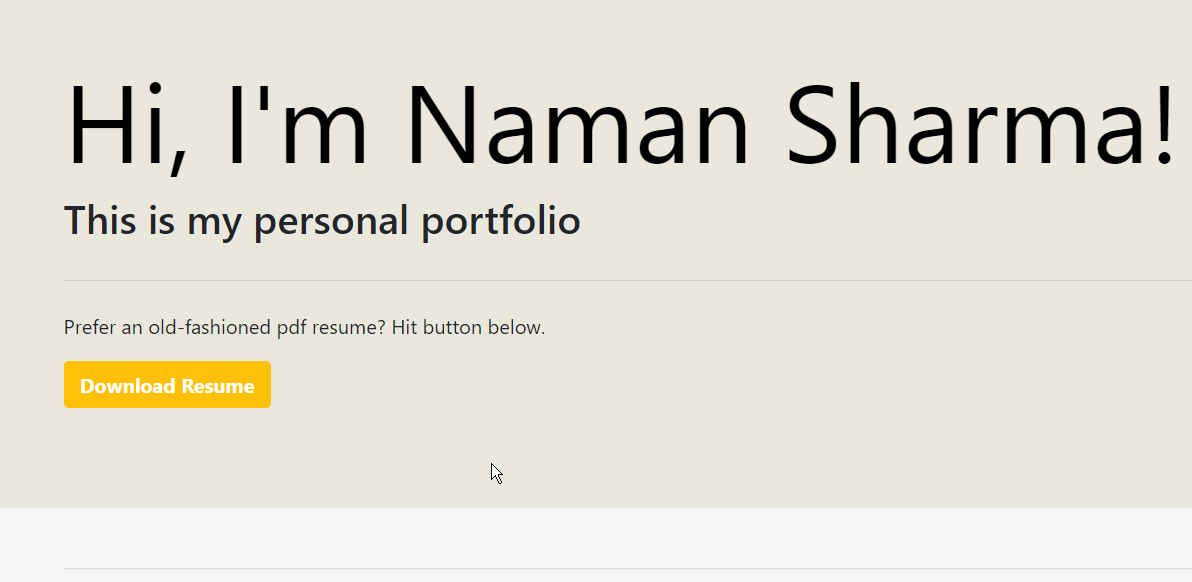 Hi, I'm Naman Sharma!
This is my personal portfolio
Prefer an old-fashioned pdf resume? Hit button below.
Download Resume